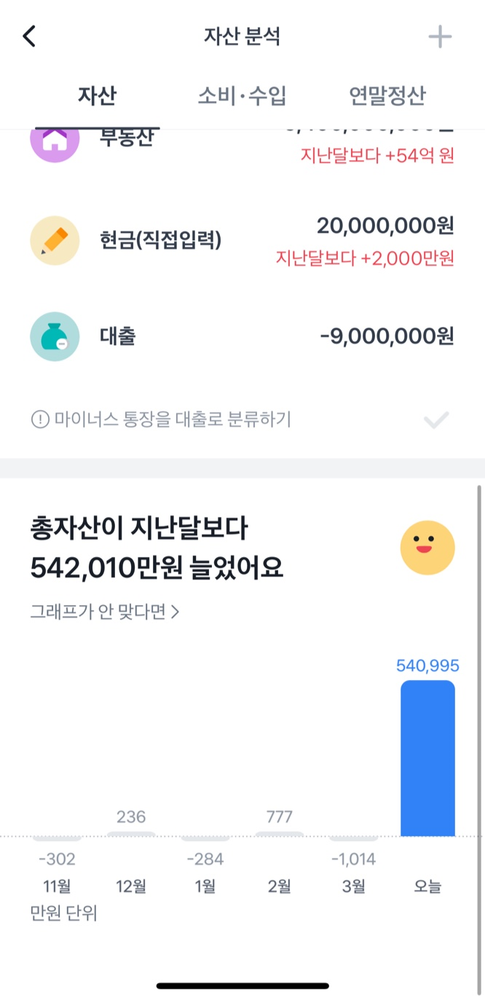 자산 분석
자산
소비·수입
연말정산
부동산
지난달보다 +54억 원
현금(직접입력)
20,000,000원
지난달보다 +2,000만원
대출
-9,000,000원
마이너스 통장을 대출로 분류하기
총자산이 지난달보다
542,010만원 늘었어요
그래프가 안 맞다면 >
540,995
236
777
-302
-284
-1,014
11월
12월
1월
2월
3월
오늘
만원 단위